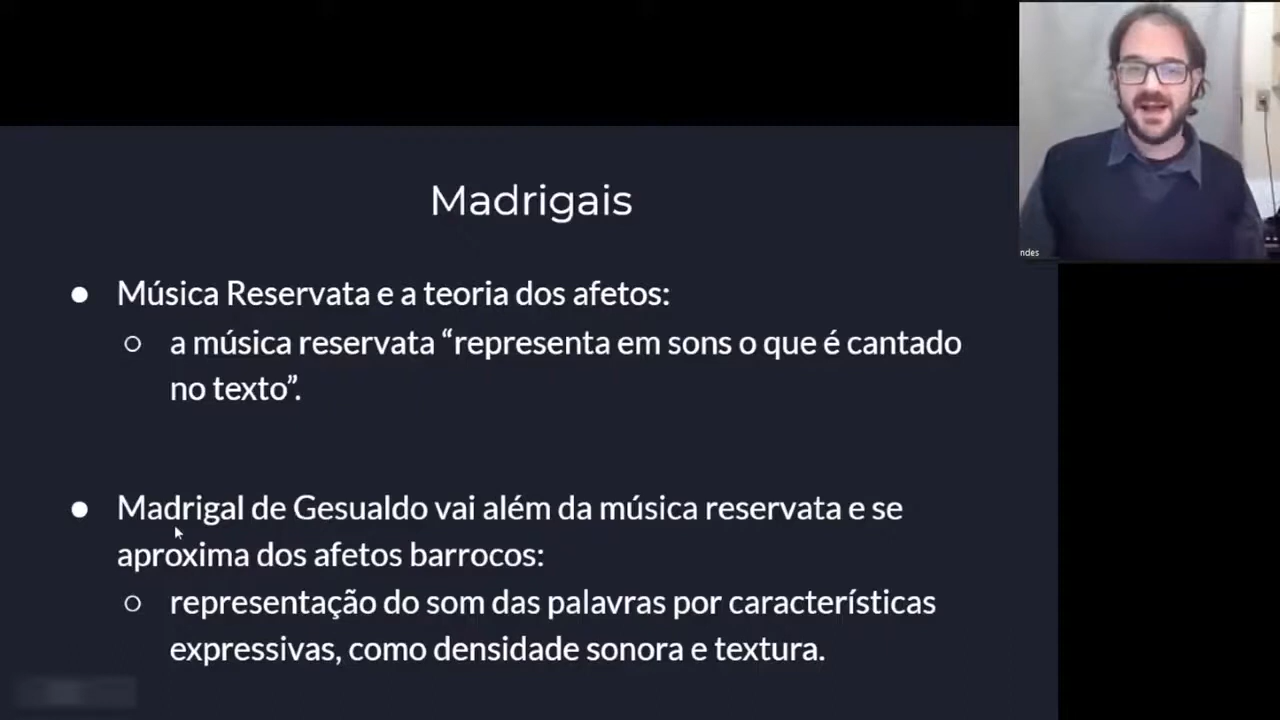 ndes
Madrigais
● Música Reservata e a teoria dos afetos:
○ a música reservata “representa em sons o que é cantado
no texto”.
● Madrigal de Gesualdo vai além da música reservata e se
aproxima dos afetos barrocos:
○ representação do som das palavras por características
expressivas, como densidade sonora e textura.